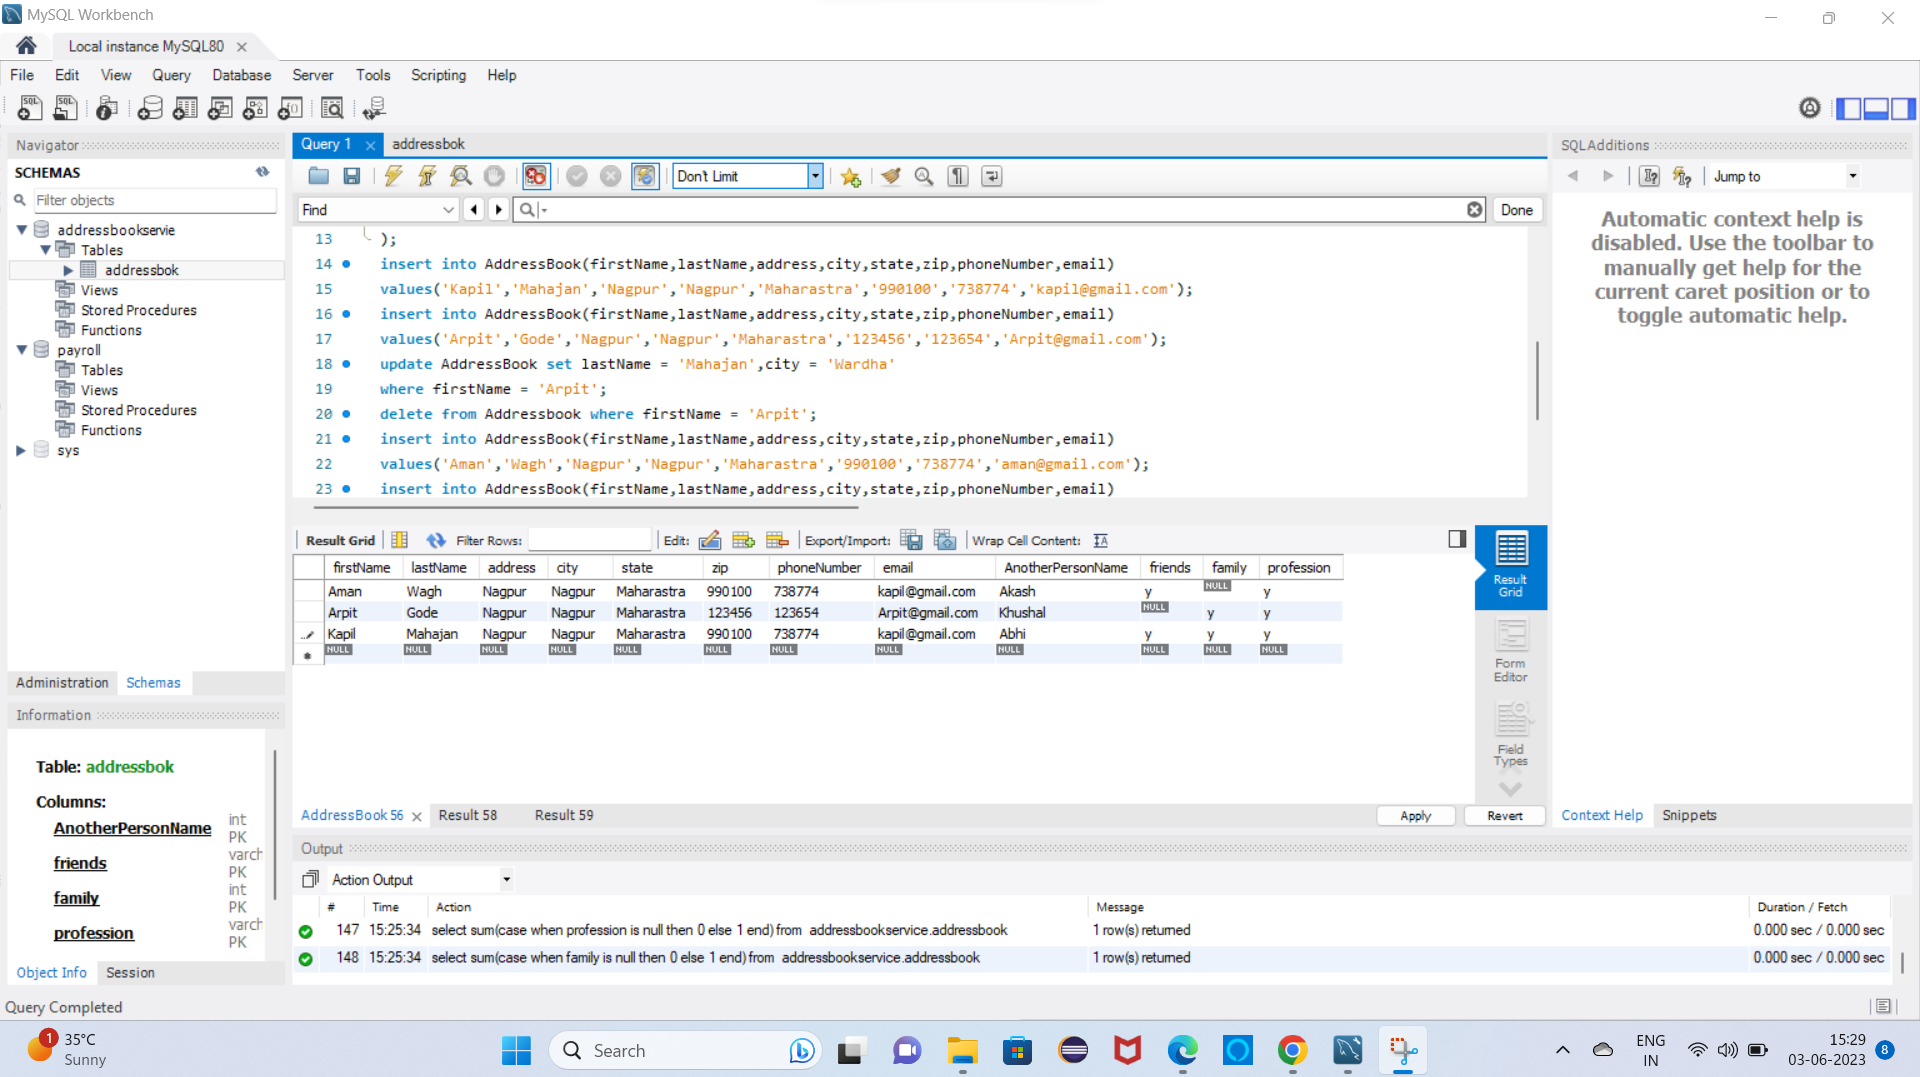 MySQL Workbench
Local instance MySQL80
File Edit View Query Database Server Tools Scripting Help
Navigator
SCHEMAS
Filter objects
addressbookservie
Tables
addressbok
Views
Stored Procedures
Functions
payroll
Tables
Views
Stored Procedures
Functions
sys
Administration Schemas
Information
Table: addressbok
Columns:
AnotherPersonName int PK
friends varch PK
family int PK
profession varch PK
Object Info Session
Query 1 addressbok
Don't Limit
Find Done
13 );
14 insert into AddressBook(firstName,lastName,address,city,state,zip,phoneNumber,email)
15 values('Kapil','Mahajan','Nagpur','Nagpur','Maharastra','990100','738774','kapil@gmail.com');
16 insert into AddressBook(firstName,lastName,address,city,state,zip,phoneNumber,email)
17 values('Arpit','Gode','Nagpur','Nagpur','Maharastra','123456','123654','Arpit@gmail.com');
18 update AddressBook set lastName = 'Mahajan',city = 'Wardha'
19 where firstName = 'Arpit';
20 delete from Addressbook where firstName = 'Arpit';
21 insert into AddressBook(firstName,lastName,address,city,state,zip,phoneNumber,email)
22 values('Aman','Wagh','Nagpur','Nagpur','Maharastra','990100','738774','aman@gmail.com');
23 insert into AddressBook(firstName,lastName,address,city,state,zip,phoneNumber,email)
Result Grid Filter Rows: Edit: Export/Import: Wrap Cell Content:
firstName lastName address city state zip phoneNumber email AnotherPersonName friends family profession
Aman Wagh Nagpur Nagpur Maharastra 990100 738774 kapil@gmail.com Akash y NULL y
Arpit Gode Nagpur Nagpur Maharastra 123456 123654 Arpit@gmail.com Khushal NULL y y
Kapil Mahajan Nagpur Nagpur Maharastra 990100 738774 kapil@gmail.com Abhi y y y
NULL NULL NULL NULL NULL NULL NULL NULL NULL NULL NULL NULL
Result Grid
Form Editor
Field Types
AddressBook 56 Result 58 Result 59 Apply Revert
Output
Action Output
# Time Action Message Duration / Fetch
147 15:25:34 select sum(case when profession is null then 0 else 1 end) from addressbookservice.addressbook 1 row(s) returned 0.000 sec / 0.000 sec
148 15:25:34 select sum(case when family is null then 0 else 1 end) from addressbookservice.addressbook 1 row(s) returned 0.000 sec / 0.000 sec
SQLAdditions
Jump to
Automatic context help is
disabled. Use the toolbar to
manually get help for the
current caret position or to
toggle automatic help.
Context Help Snippets
Query Completed
1
35°C
Sunny
Search
ENG
IN
15:29
03-06-2023
8